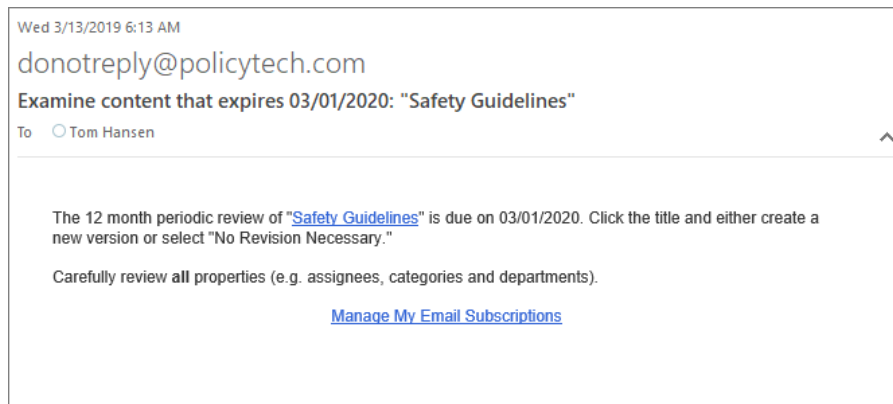 Wed 3/13/2019 6:13 AM
donotreply@policytech.com
Examine content that expires 03/01/2020: "Safety Guidelines"
To Tom Hansen
The 12 month periodic review of "Safety Guidelines" is due on 03/01/2020. Click the title and either create a
new version or select "No Revision Necessary."
Carefully review all properties (e.g. assignees, categories and departments).
Manage My Email Subscriptions